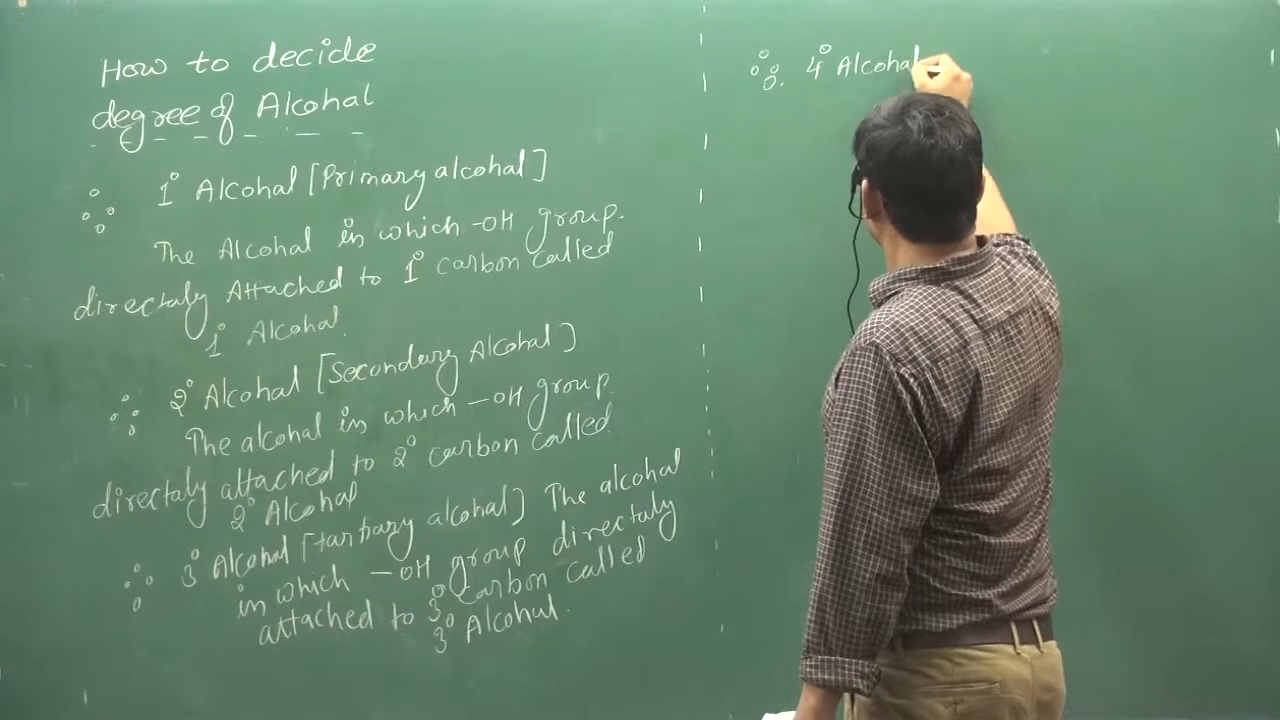 How to decide
degree of Alcohal
1° Alcohal [Primary alcohal]
The Alcohal in which -OH group.
directaly Attached to 1° carbon called
1° Alcohal.
2° Alcohal [Secondary Alcohal]
The alcohal in which -OH group.
directaly attached to 2° carbon called
2° Alcohal
3° Alcohal [tartiary alcohal] The alcohal
in which -OH group directaly
attached to 3° Carbon called
3° Alcohal.
4° Alcohal